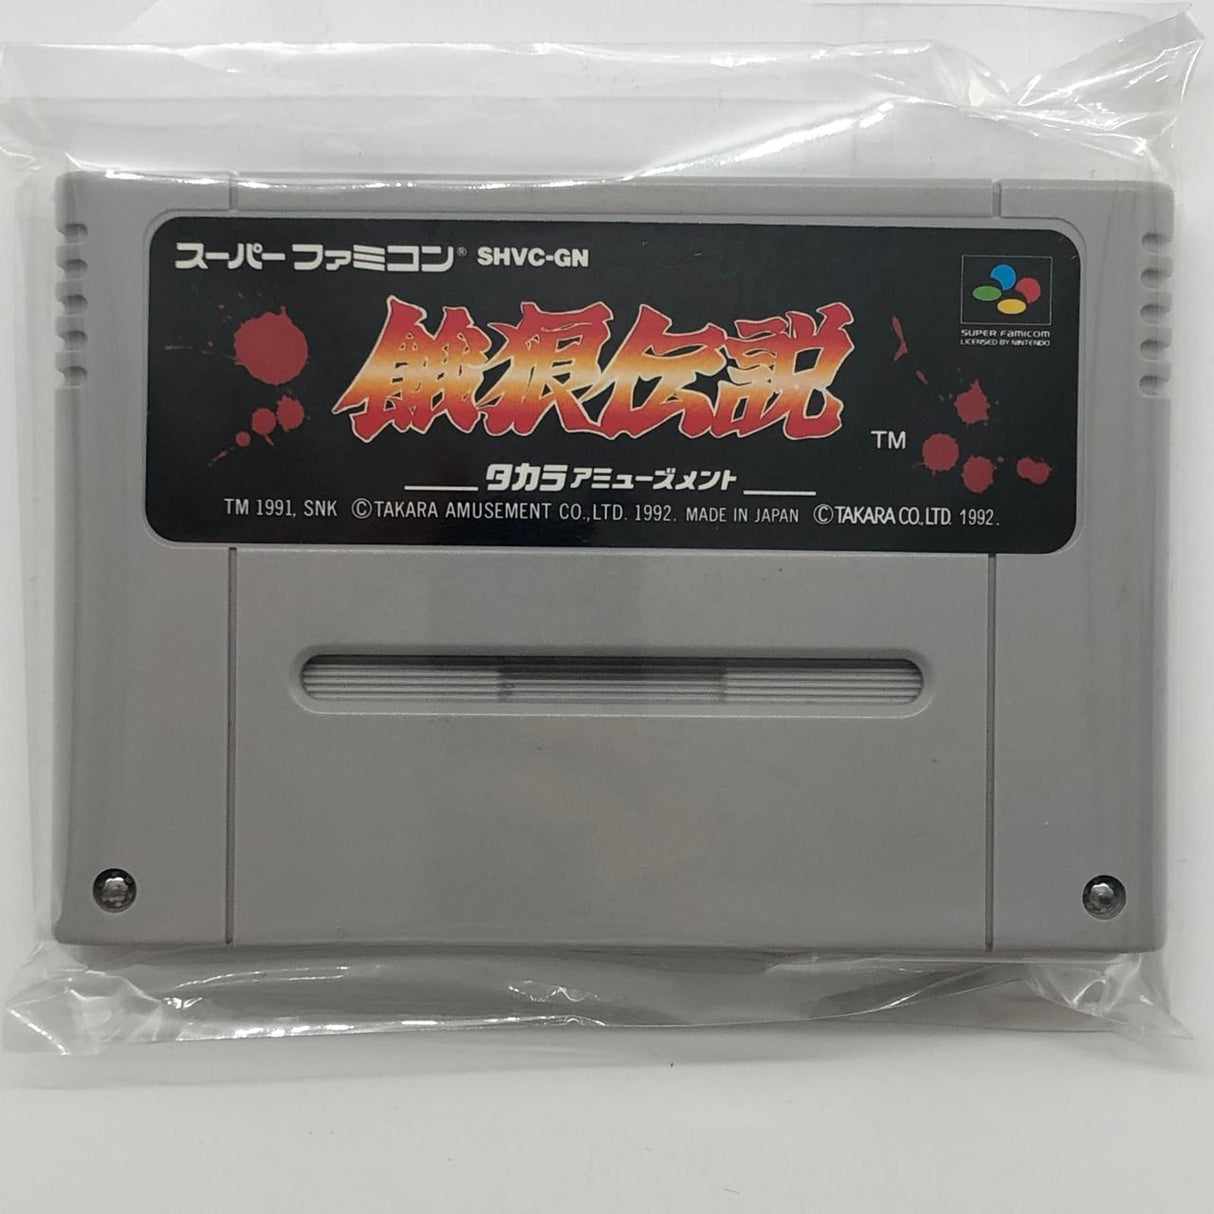 スーパーファミコン® SHVC-GN
SUPER FAMICOM
LICENSED BY NINTENDO
餓狼伝説
TM
タカラアミューズメント
TM 1991, SNK ©TAKARA AMUSEMENT CO.,LTD. 1992. MADE IN JAPAN ©TAKARA CO.,LTD. 1992.